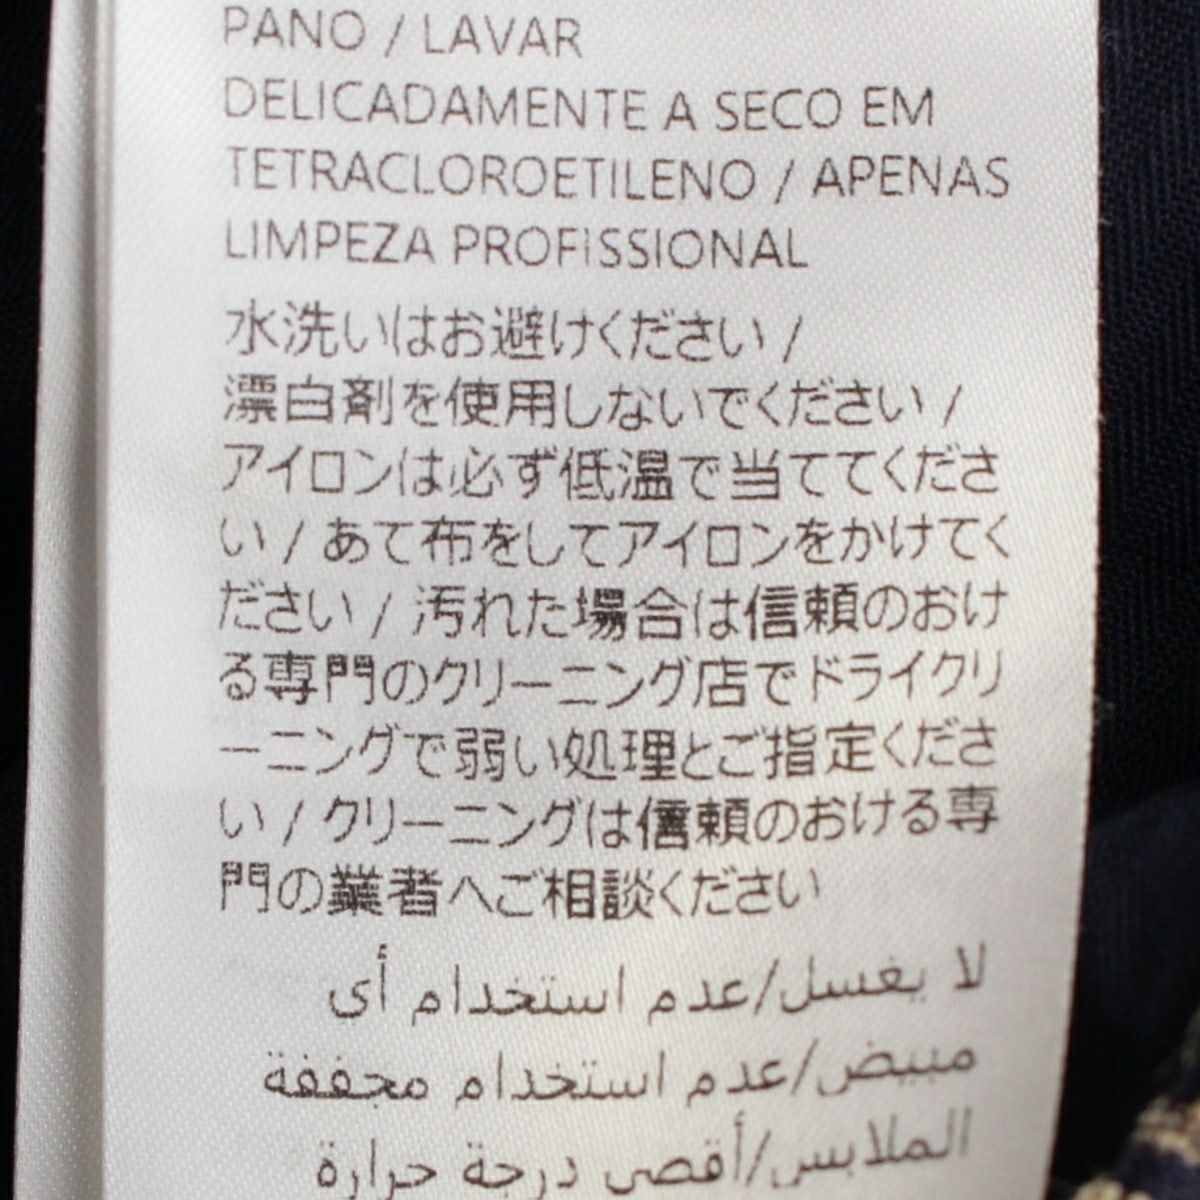 PANO / LAVAR
DELICADAMENTE A SECO EM
TETRACLOROETILENO / APENAS
LIMPEZA PROFISSIONAL
水洗いはお避けください /
漂白剤を使用しないでください /
アイロンは必ず低温で当ててくださ
い / あて布をしてアイロンをかけてく
ださい / 汚れた場合は信頼のおけ
る専門のクリーニング店でドライクリ
ーニングで弱い処理とご指定くださ
い / クリーニングは信頼のおける専
門の業者へご相談ください
لا يغسل/عدم استخدام أى
مبيض/عدم استخدام مجففة
الملابس/أقصى درجة حرارة